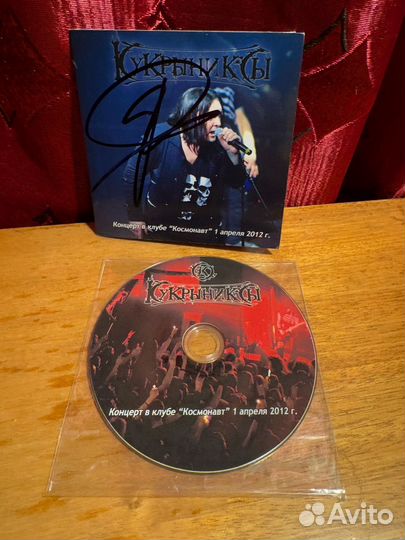 КУКРЫНИКСЫ
Концерт в клубе "Космонавт" 1 апреля 2012 г.
К
КУКРЫНИКСЫ
Концерт в клубе "Космонавт" 1 апреля 2012 г.
Avito